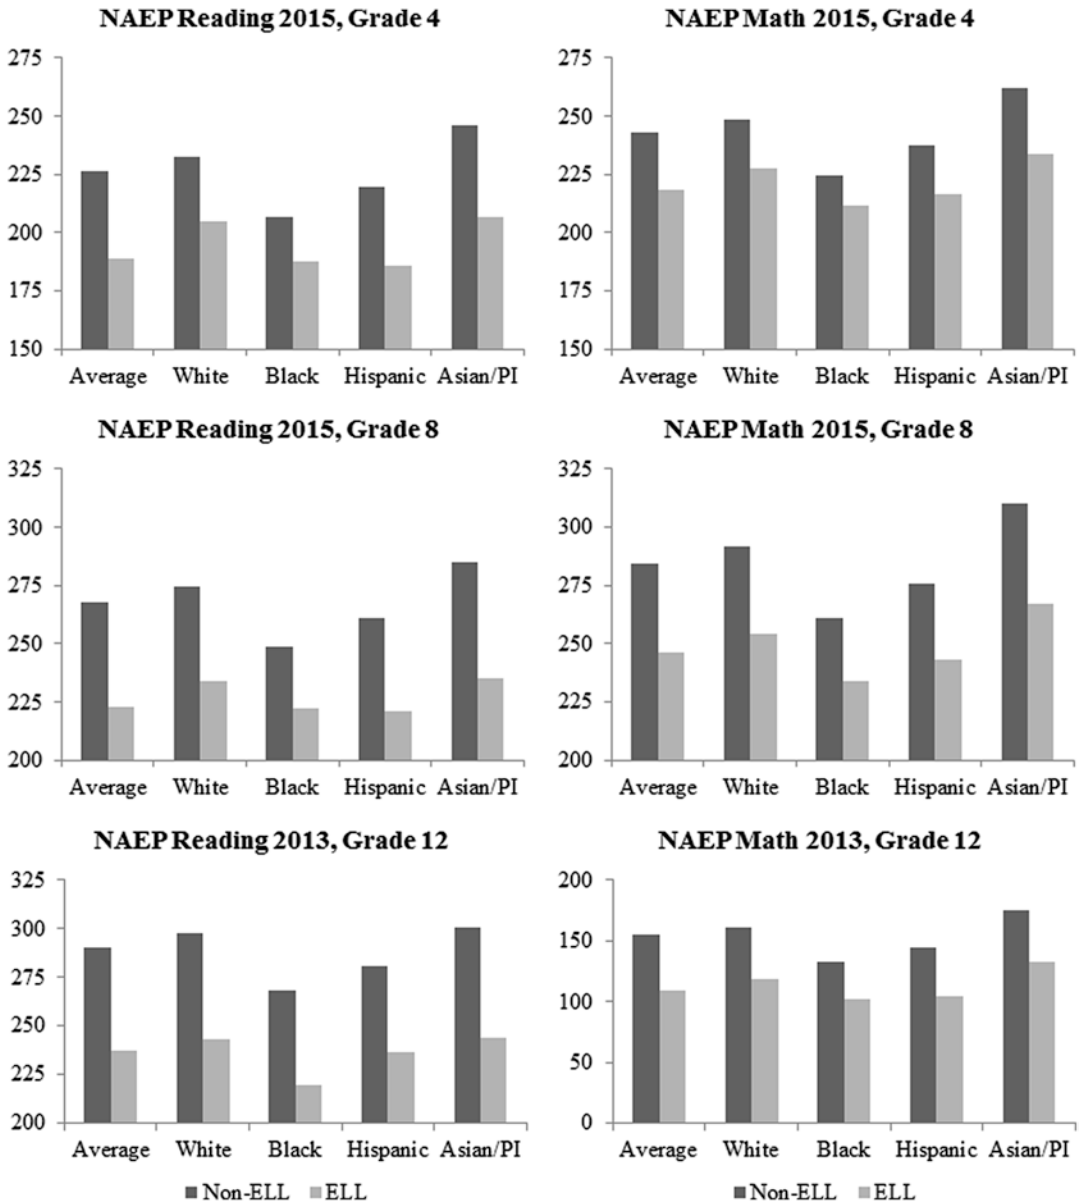 NAEP Reading 2015, Grade 4
275
250
225
200
175
150
Average White Black Hispanic Asian/PI
NAEP Math 2015, Grade 4
275
250
225
200
175
150
Average White Black Hispanic Asian/PI
NAEP Reading 2015, Grade 8
325
300
275
250
225
200
Average White Black Hispanic Asian/PI
NAEP Math 2015, Grade 8
325
300
275
250
225
200
Average White Black Hispanic Asian/PI
NAEP Reading 2013, Grade 12
325
300
275
250
225
200
Average White Black Hispanic Asian/PI
Non-ELL ELL
NAEP Math 2013, Grade 12
200
150
100
50
0
Average White Black Hispanic Asian/PI
Non-ELL ELL